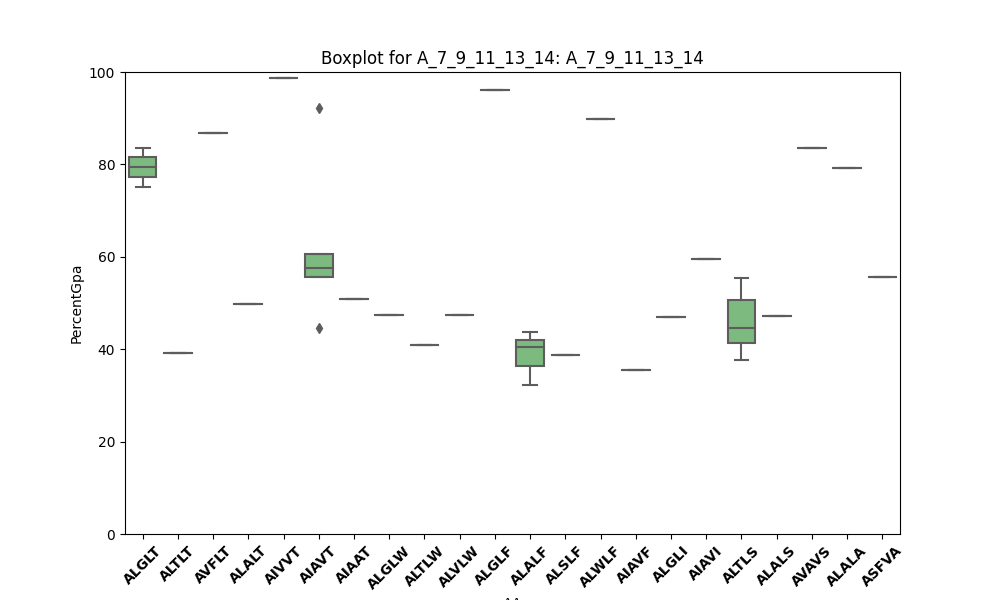 Boxplot for A_7_9_11_13_14: A_7_9_11_13_14
PercentGpa
100
80
60
40
20
0
ALGLT ALTLT AVFLT ALALT AIVVT AIAVT AIAAT ALGLW ALTLW ALVLW ALGLF ALALF ALSLF ALWLF AIAVF ALGLI AIAVI ALTLS ALALS AVAVS ALALA ASFVA